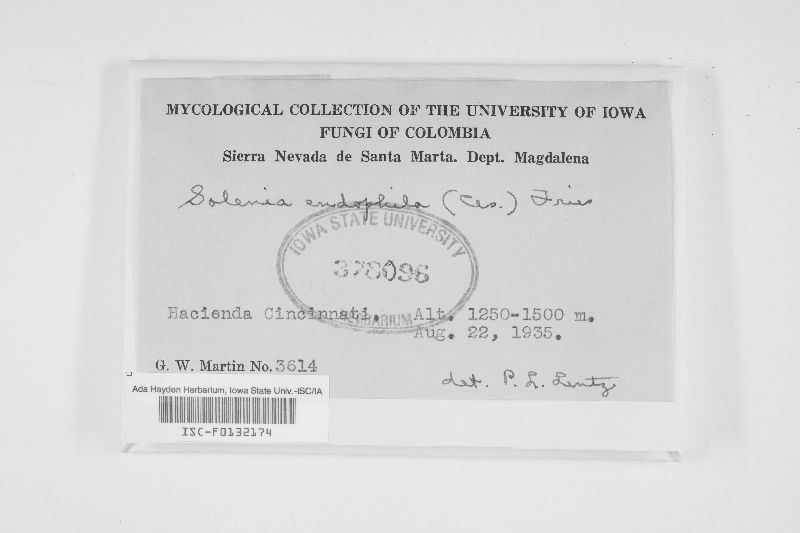 MYCOLOGICAL COLLECTION OF THE UNIVERSITY OF IOWA
FUNGI OF COLOMBIA
Sierra Nevada de Santa Marta. Dept. Magdalena
Solenia endophila (Ces.) Fries
IOWA STATE UNIVERSITY
378096
HERBARIUM
Hacienda Cincinnati. Alt. 1250-1500 m.
Aug. 22, 1935.
G. W. Martin No. 3614
det. P. L. Lentz
Ada Hayden Herbarium, Iowa State Univ.-ISC/IA
ISC-F0132174